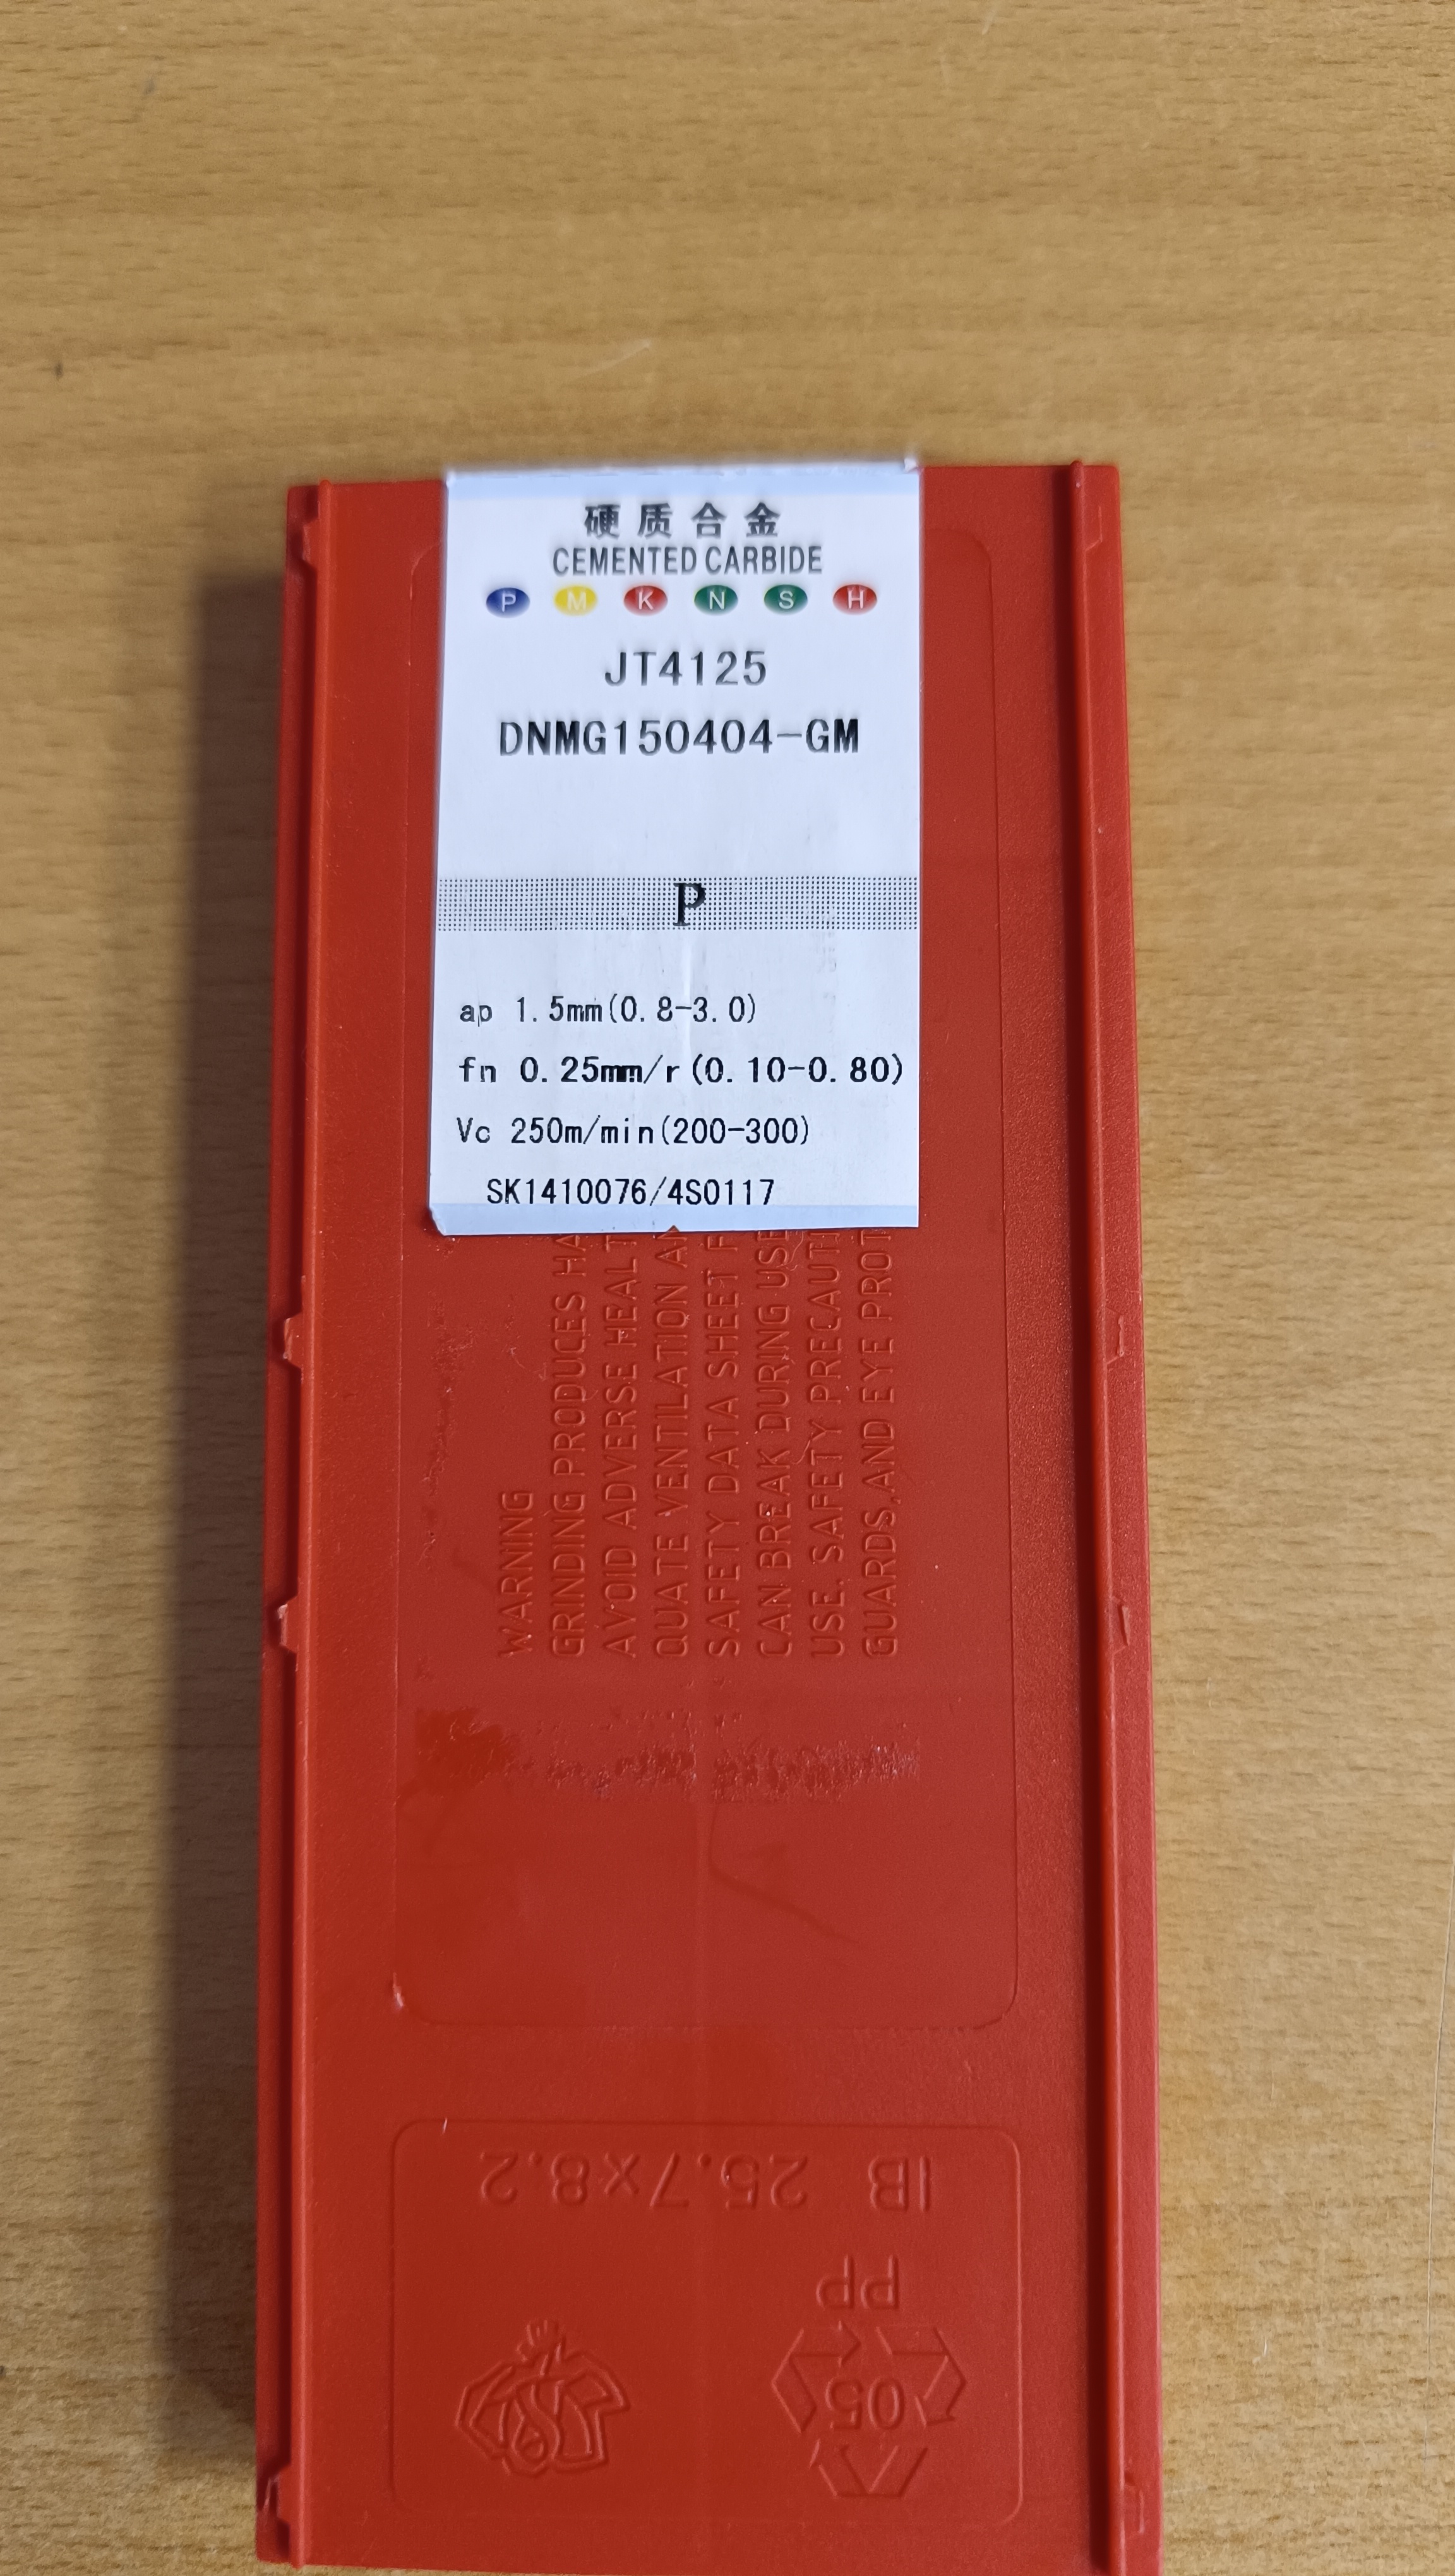 硬质合金
CEMENTED CARBIDE
P M K N S H
JT4125
DNMG150404-GM
P
ap 1.5mm(0.8-3.0)
fn 0.25mm/r(0.10-0.80)
Vc 250m/min(200-300)
SK1410076/4S0117
WARNING
GRINDING PRODUCES HA
AVOID ADVERSE HEALT
QUATE VENTILATION AN
SAFETY DATA SHEET F
CAN BREAK DURING USE
USE. SAFETY PRECAUTI
GUARDS,AND EYE PROT
IB 25.7x8.2
PP
05